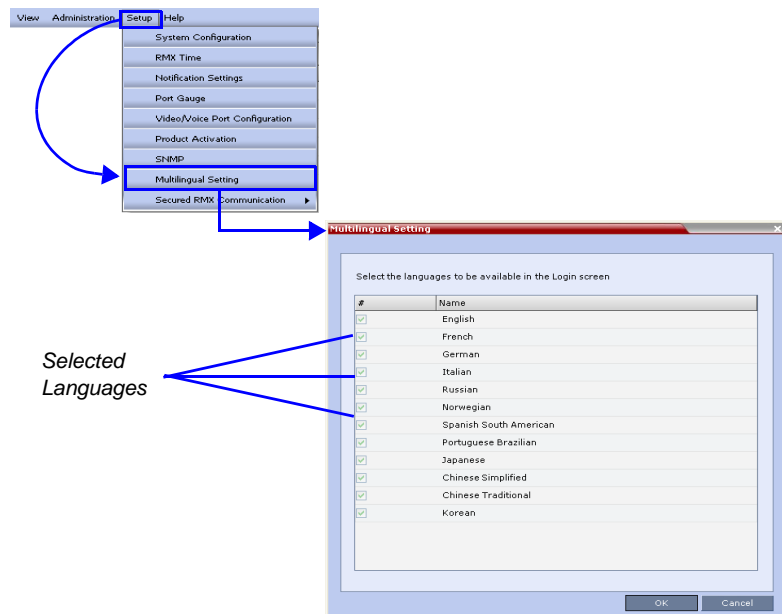 View Administration Setup Help
System Configuration
RMX Time
Notification Settings
Port Gauge
Video/Voice Port Configuration
Product Activation
SNMP
Multilingual Setting
Secured RMX Communication
Multilingual Setting
Select the languages to be available in the Login screen
# Name
English
French
German
Italian
Russian
Norwegian
Spanish South American
Portuguese Brazilian
Japanese
Chinese Simplified
Chinese Traditional
Korean
Selected
Languages
OK Cancel